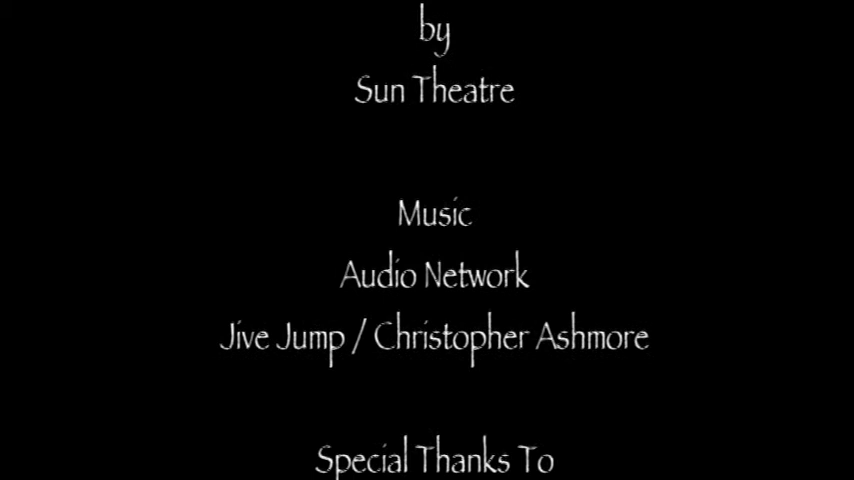 by
Sun Theatre
Music
Audio Network
Jive Jump / Christopher Ashmore
Special Thanks To